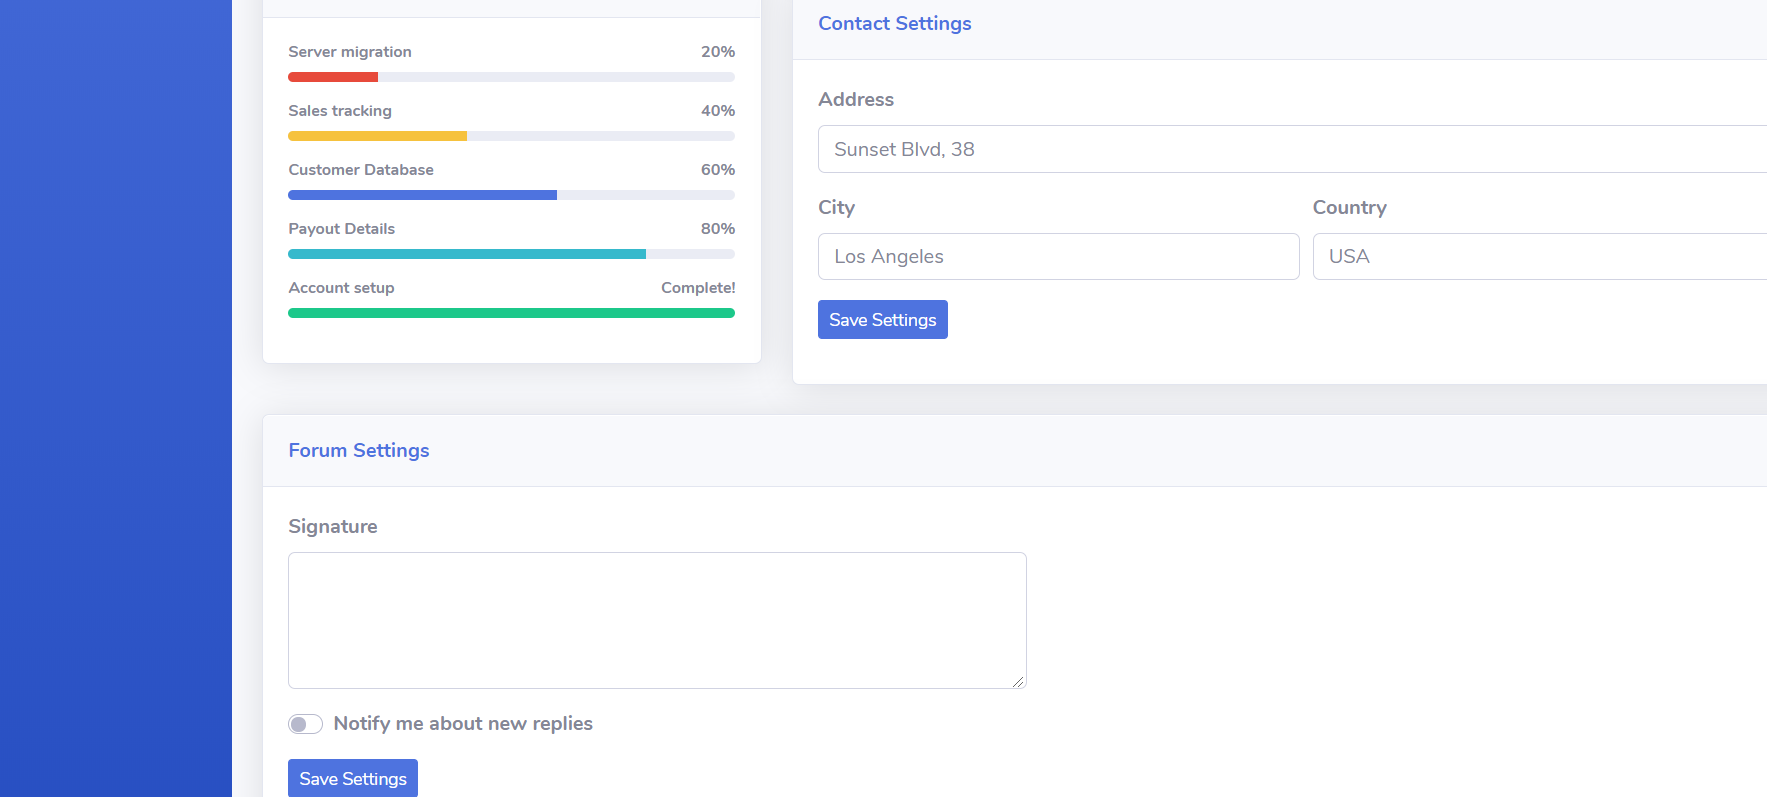 Server migration 20%
Sales tracking 40%
Customer Database 60%
Payout Details 80%
Account setup Complete!
Contact Settings
Address
Sunset Blvd, 38
City Country
Los Angeles USA
Save Settings
Forum Settings
Signature
Notify me about new replies
Save Settings